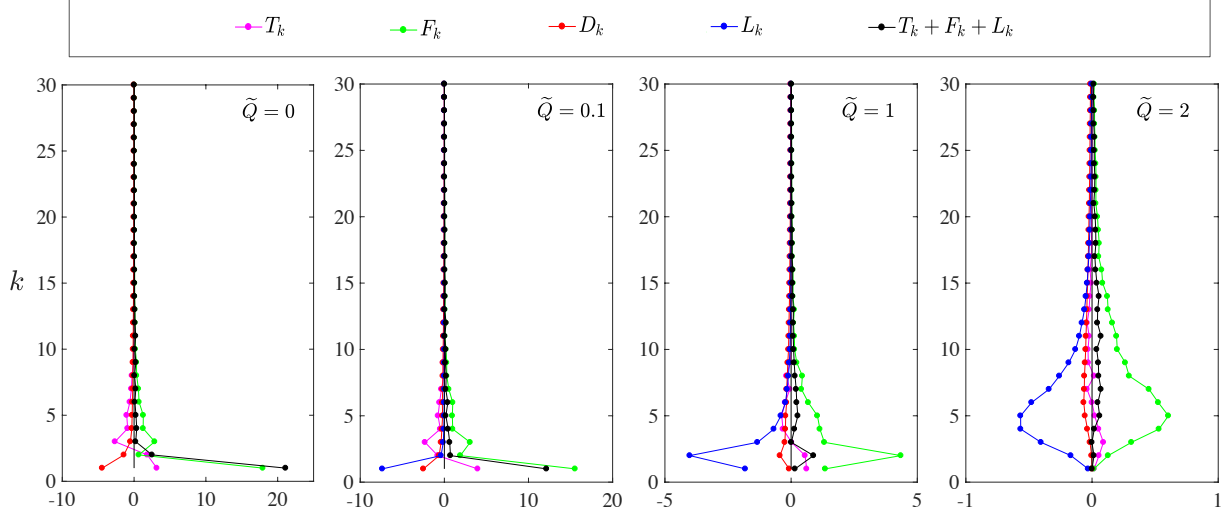 T_k F_k D_k L_k T_k + F_k + L_k
Q̃ = 0
Q̃ = 0.1
Q̃ = 1
Q̃ = 2
k
30 25 20 15 10 5 0
-10 0 10 20
30 25 20 15 10 5 0
-10 0 10 20
30 25 20 15 10 5 0
-5 0 5
30 25 20 15 10 5 0
-1 0 1